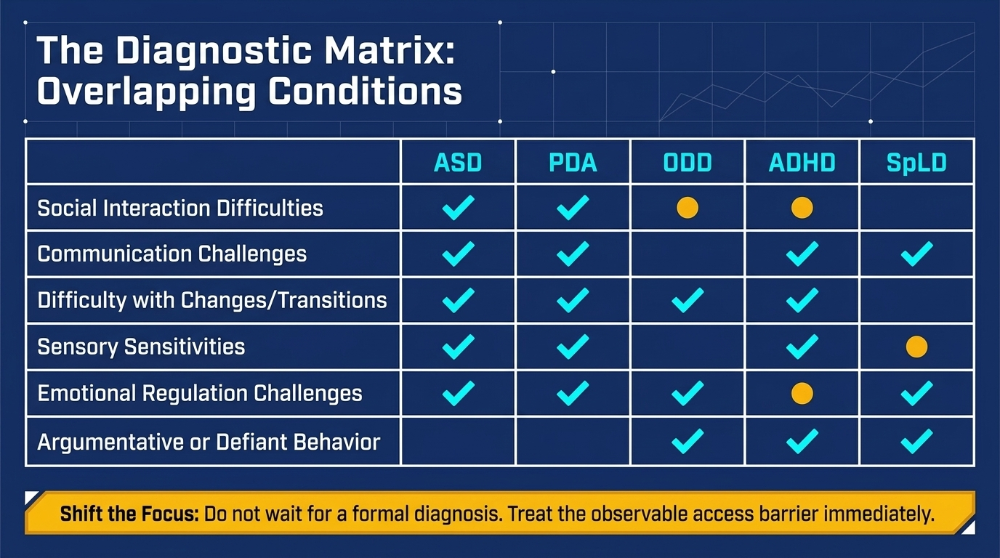 The Diagnostic Matrix:
Overlapping Conditions
ASD PDA ODD ADHD SpLD
Social Interaction Difficulties
Communication Challenges
Difficulty with Changes/Transitions
Sensory Sensitivities
Emotional Regulation Challenges
Argumentative or Defiant Behavior
Shift the Focus: Do not wait for a formal diagnosis. Treat the observable access barrier immediately.